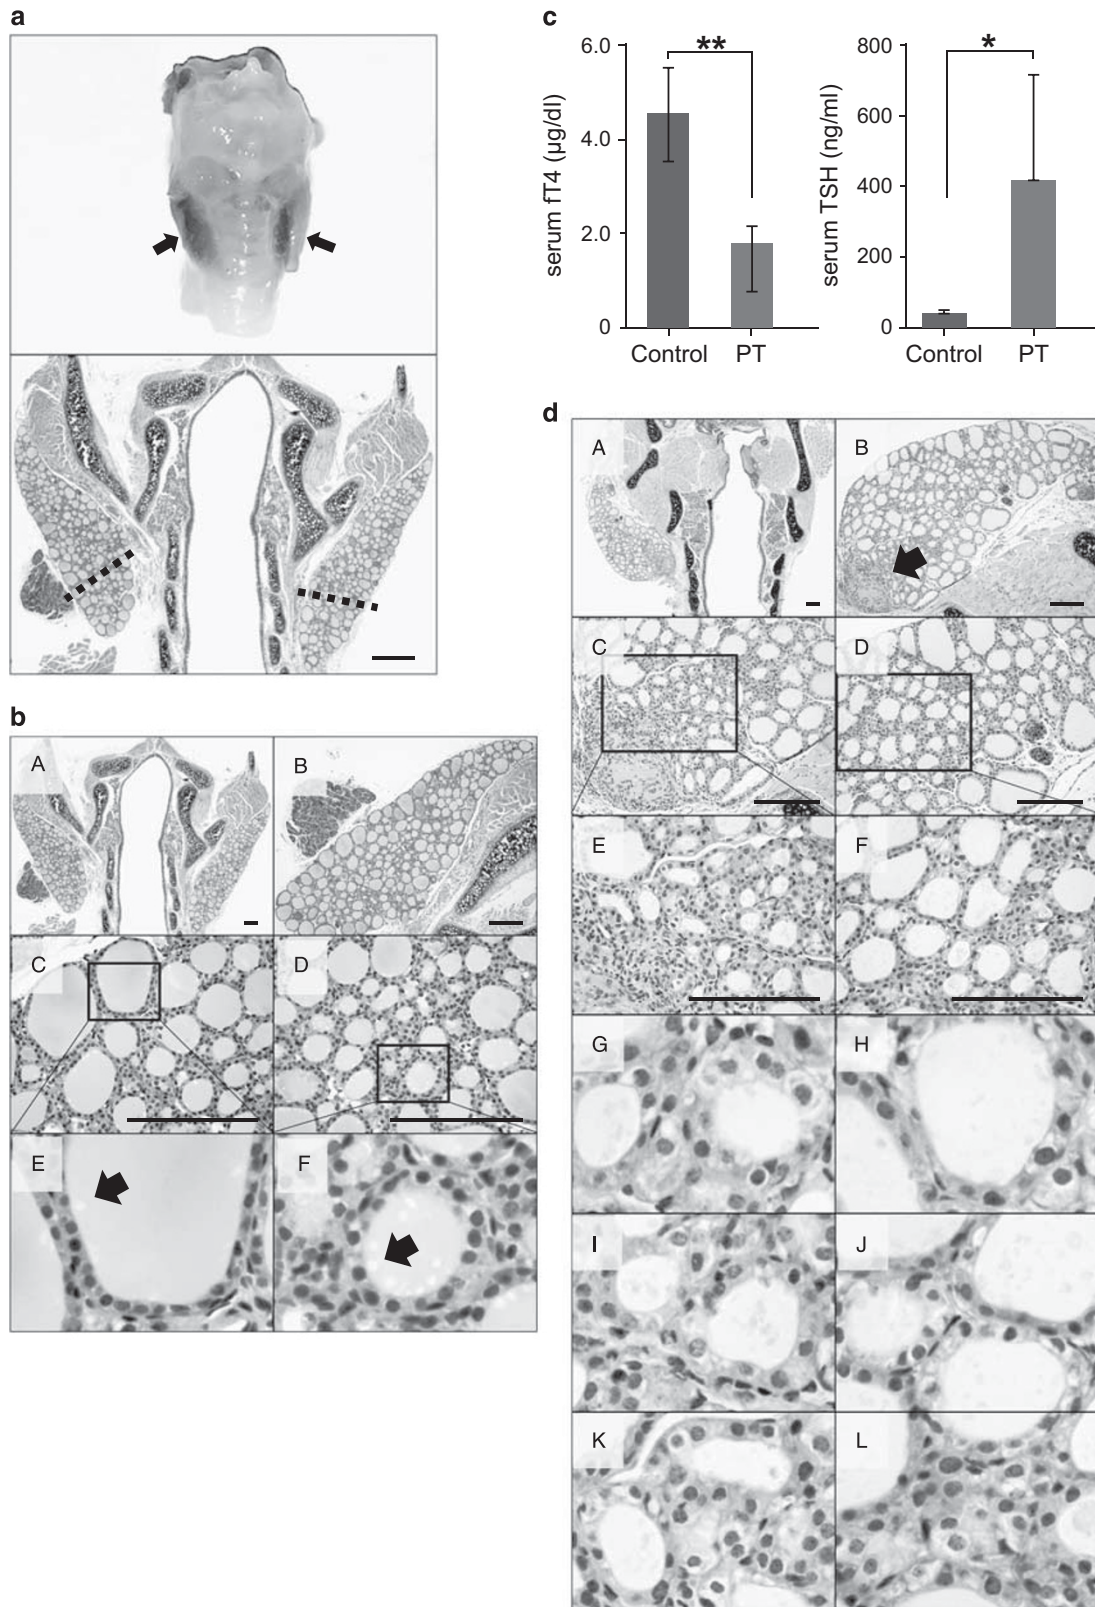 a
b
A
B
C
D
E
F
c
6.0
4.0
2.0
0
serum fT4 (µg/dl)
**
Control
PT
800
600
400
200
0
serum TSH (ng/ml)
*
Control
PT
d
A
B
C
D
E
F
G
H
I
J
K
L